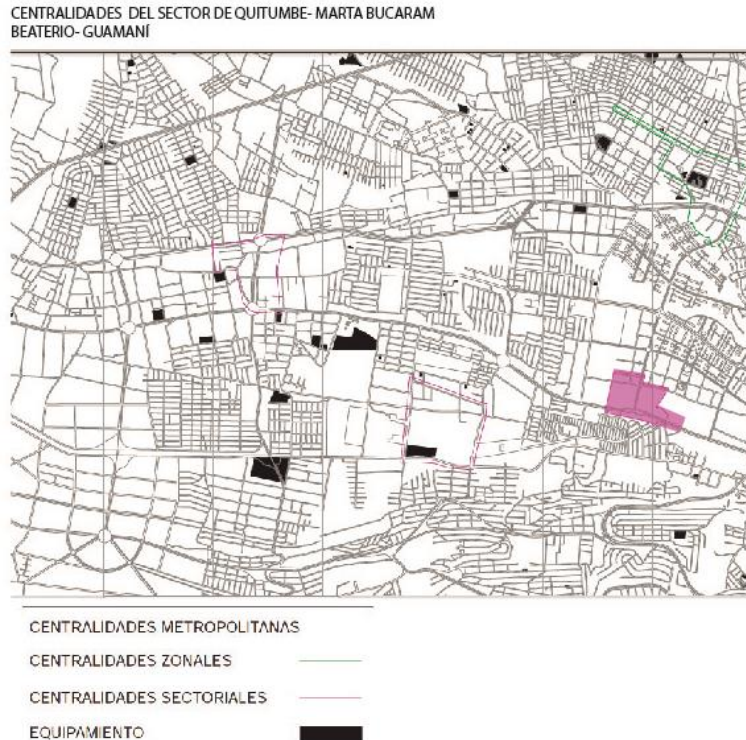 CENTRALIDADES DEL SECTOR DE QUITUMBE- MARTA BUCARAM
BEATERIO- GUAMANÍ
CENTRALIDADES METROPOLITANAS
CENTRALIDADES ZONALES
CENTRALIDADES SECTORIALES
EQUIPAMIENTO